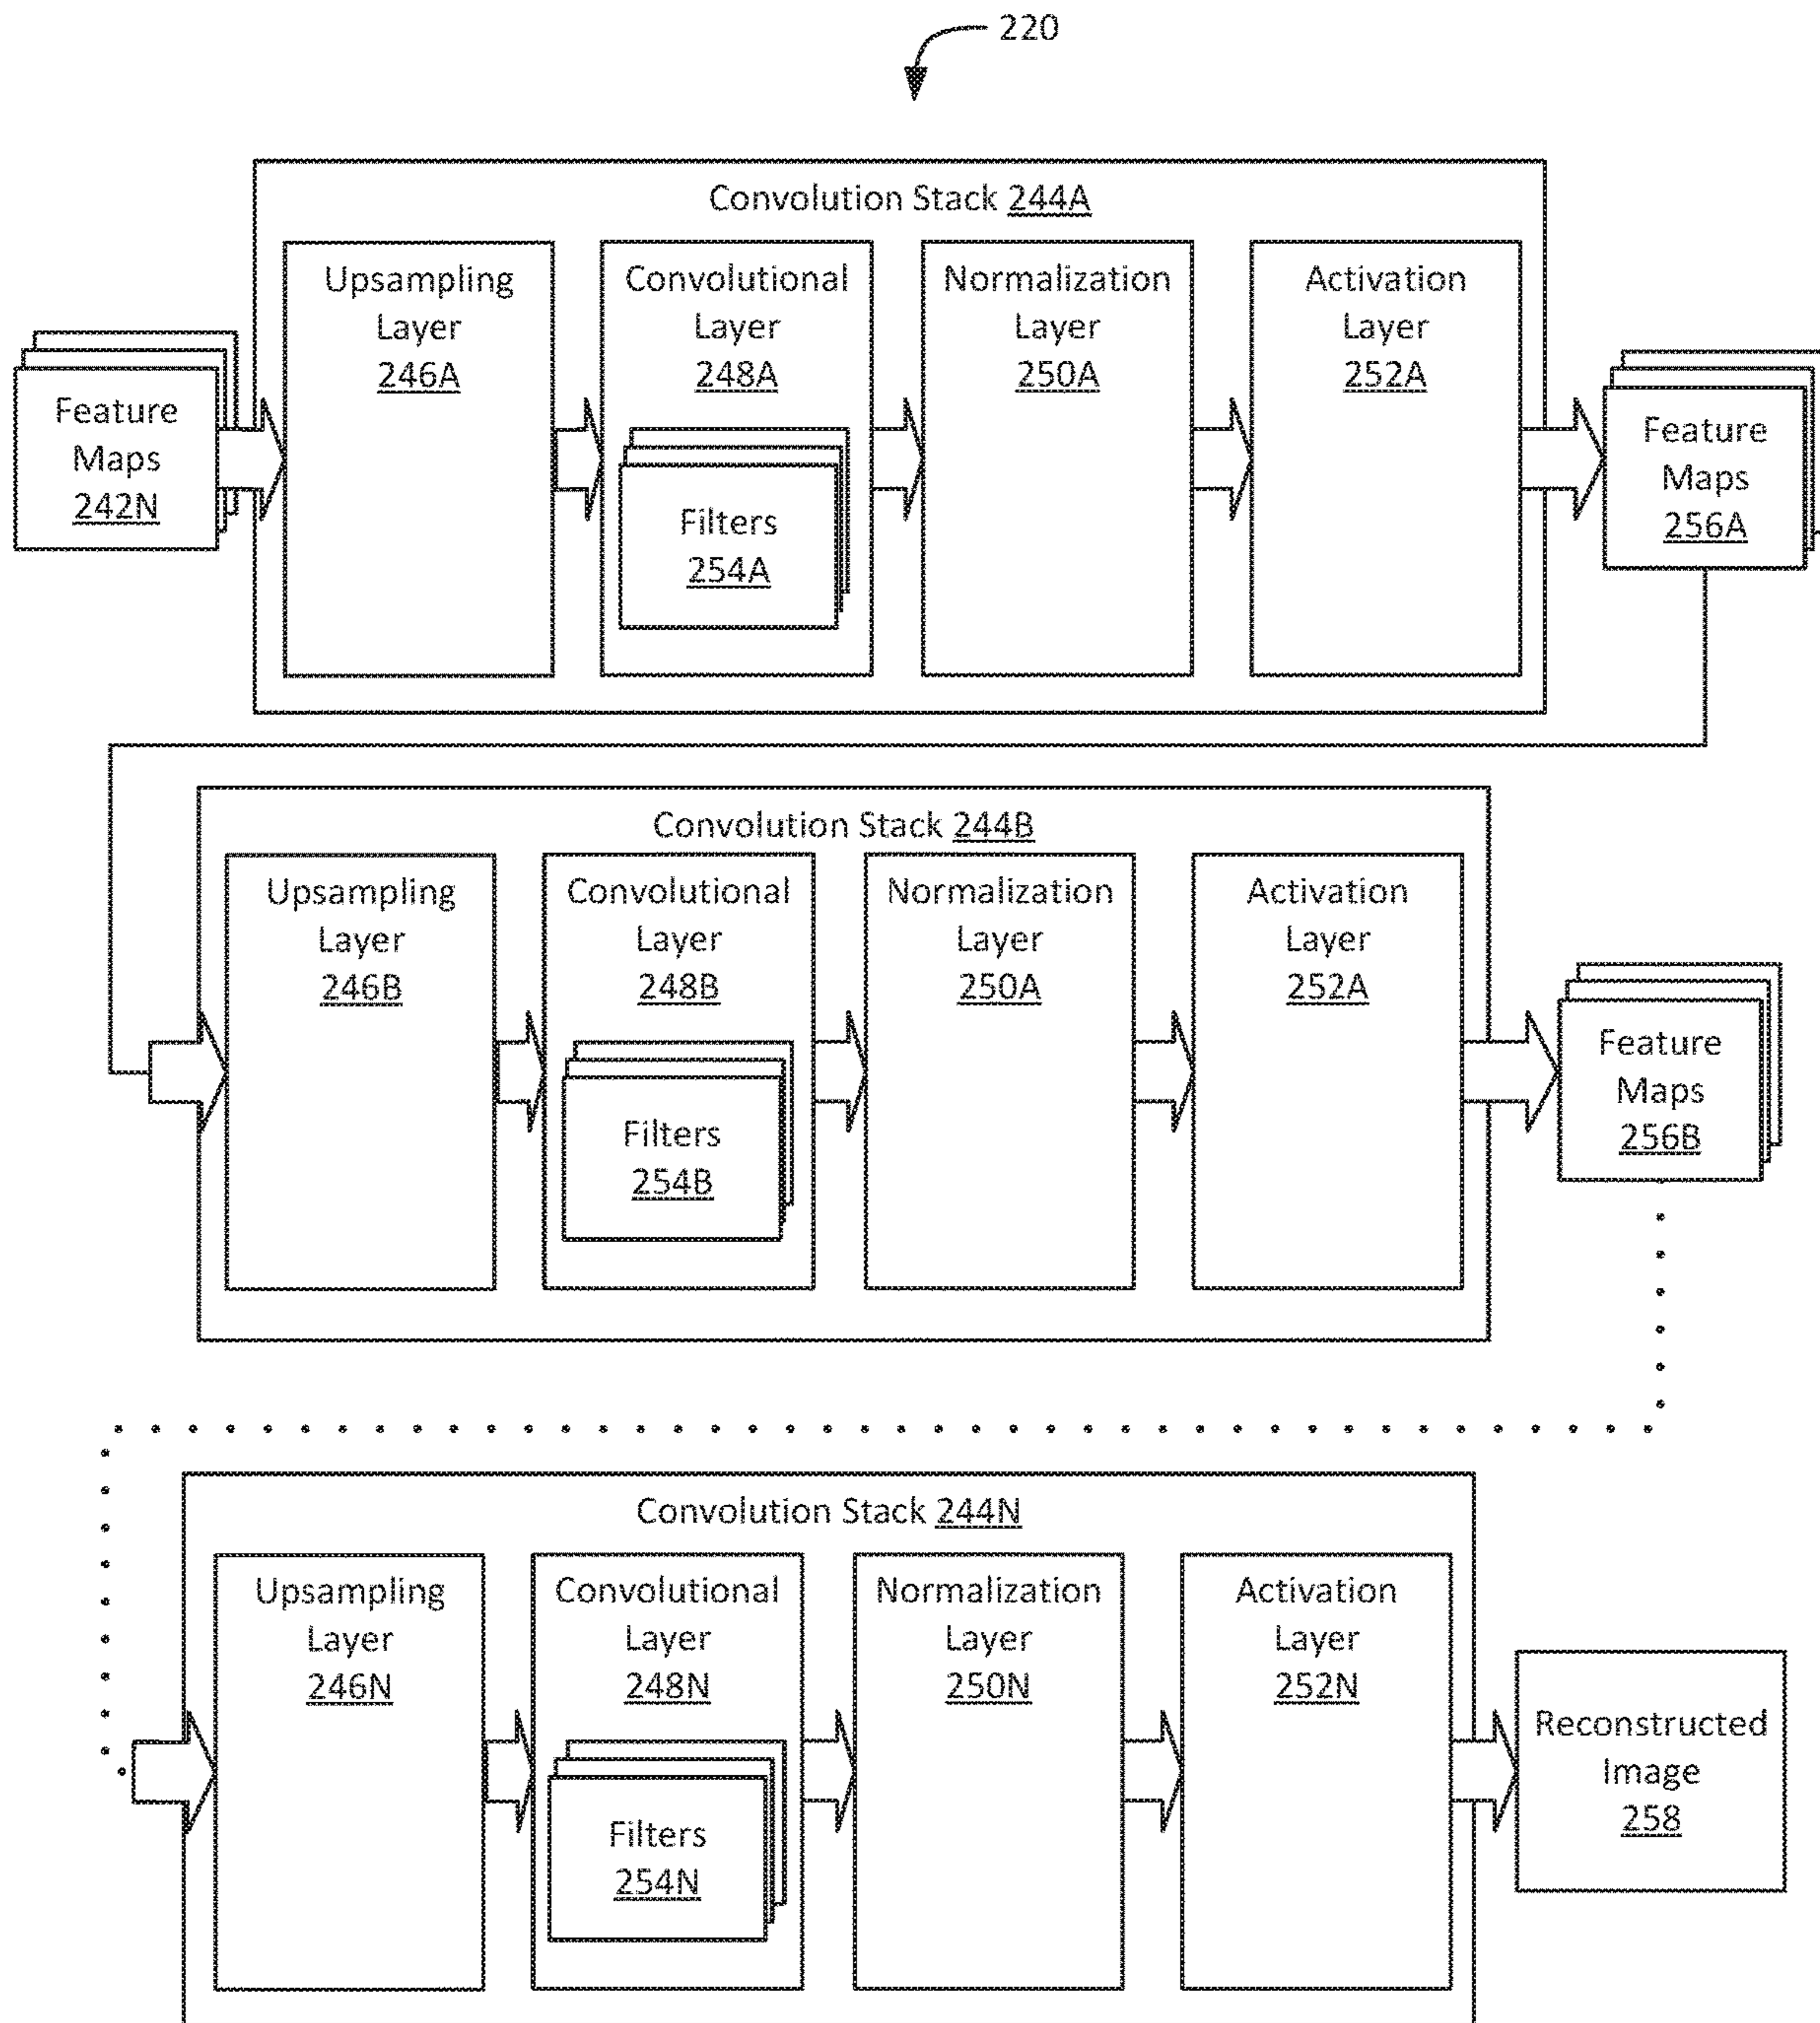 220
Convolution Stack 244A
Upsampling
Layer
246A
Convolutional
Layer
248A
Filters
254A
Normalization
Layer
250A
Activation
Layer
252A
Feature
Maps
242N
Feature
Maps
256A
Convolution Stack 244B
Upsampling
Layer
246B
Convolutional
Layer
248B
Filters
254B
Normalization
Layer
250A
Activation
Layer
252A
Feature
Maps
256B
Convolution Stack 244N
Upsampling
Layer
246N
Convolutional
Layer
248N
Filters
254N
Normalization
Layer
250N
Activation
Layer
252N
Reconstructed
Image
258